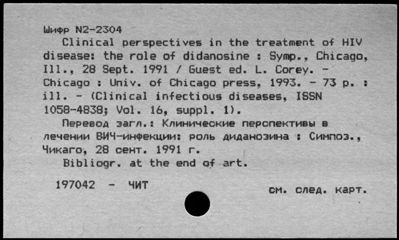 Шифр N2-2304
Clinical perspectives in the treatment of HIV
disease: the role of didanosine : Symp., Chicago,
Ill., 28 Sept. 1991 / Guest ed. L. Corey. -
Chicago : Univ. of Chicago press, 1993. - 73 p. :
ill. - (Clinical infectious diseases, ISSN
1058-4838; Vol. 16, suppl. 1).
Перевод загл.: Клинические перспективы в
лечении ВИЧ-инфекции: роль диданозина : Симпоз.,
Чикаго, 28 сент. 1991 г.
Bibliogr. at the end of art.
197042 - ЧИТ
см. след. карт.